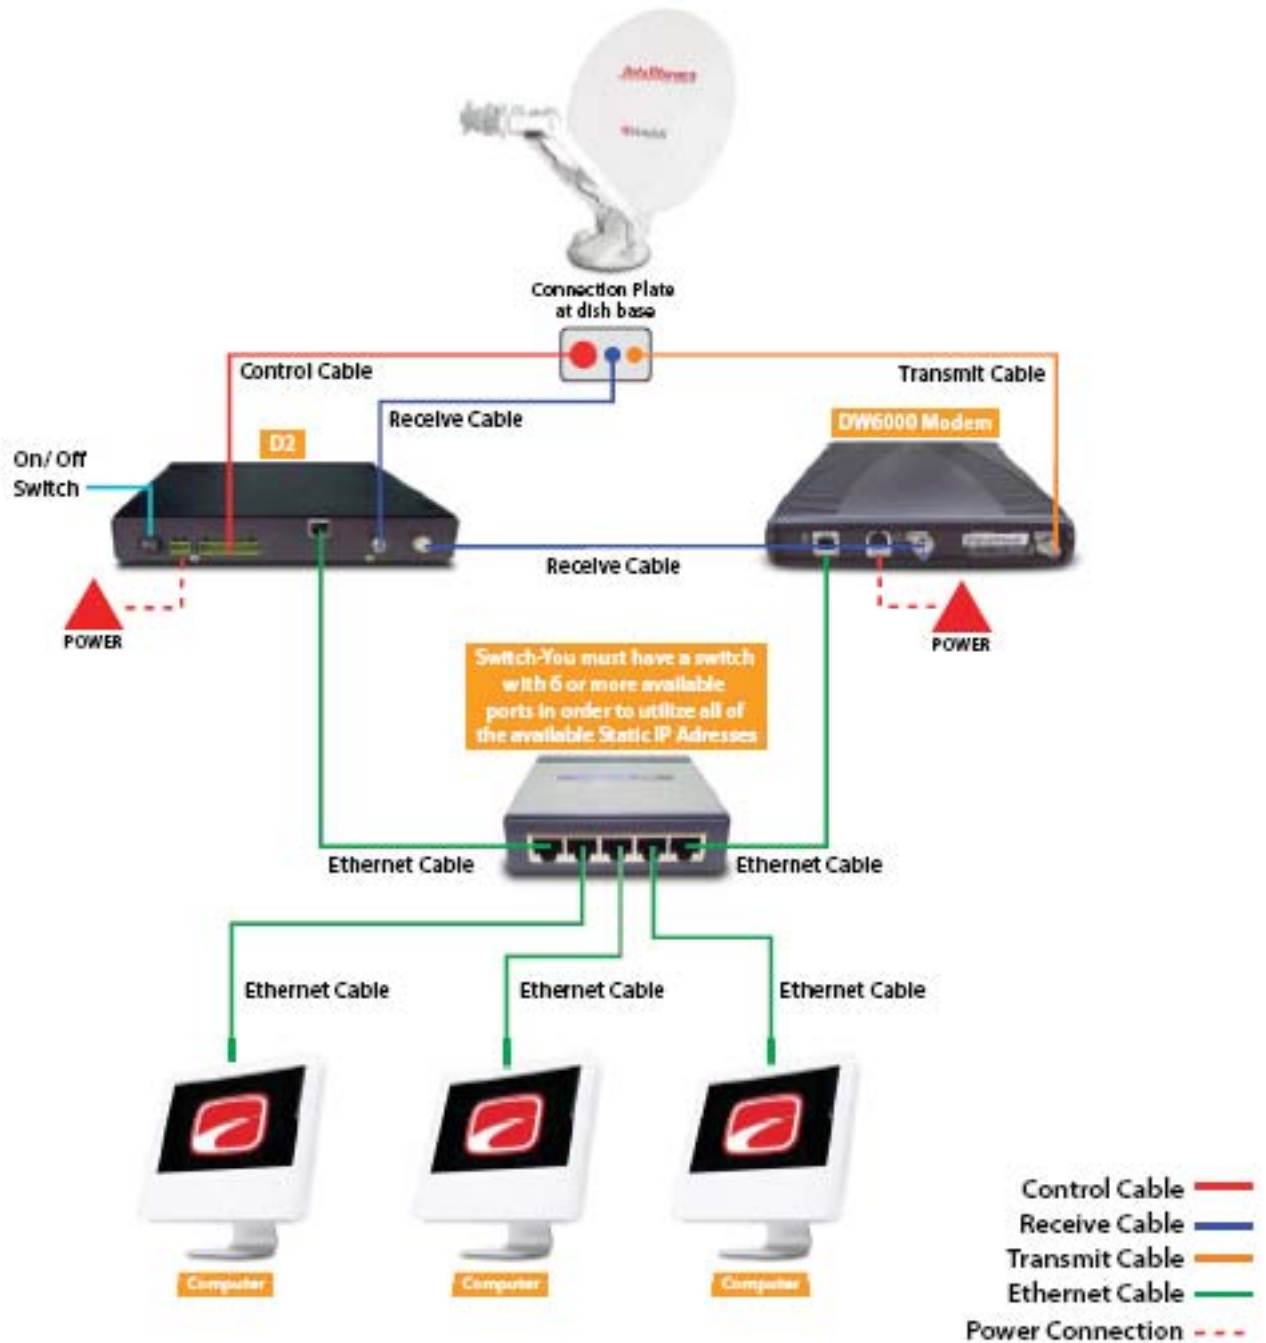 Connection Plate
at dish base
Control Cable
Transmit Cable
Receive Cable
DW6000 Modem
D2
On/Off
Switch
Receive Cable
POWER
POWER
Switch-You must have a switch
with 6 or more available
ports in order to utilize all of
the available Static IP Adresses
Ethernet Cable
Ethernet Cable
Ethernet Cable
Ethernet Cable
Ethernet Cable
Computer
Computer
Computer
Control Cable
Receive Cable
Transmit Cable
Ethernet Cable
Power Connection